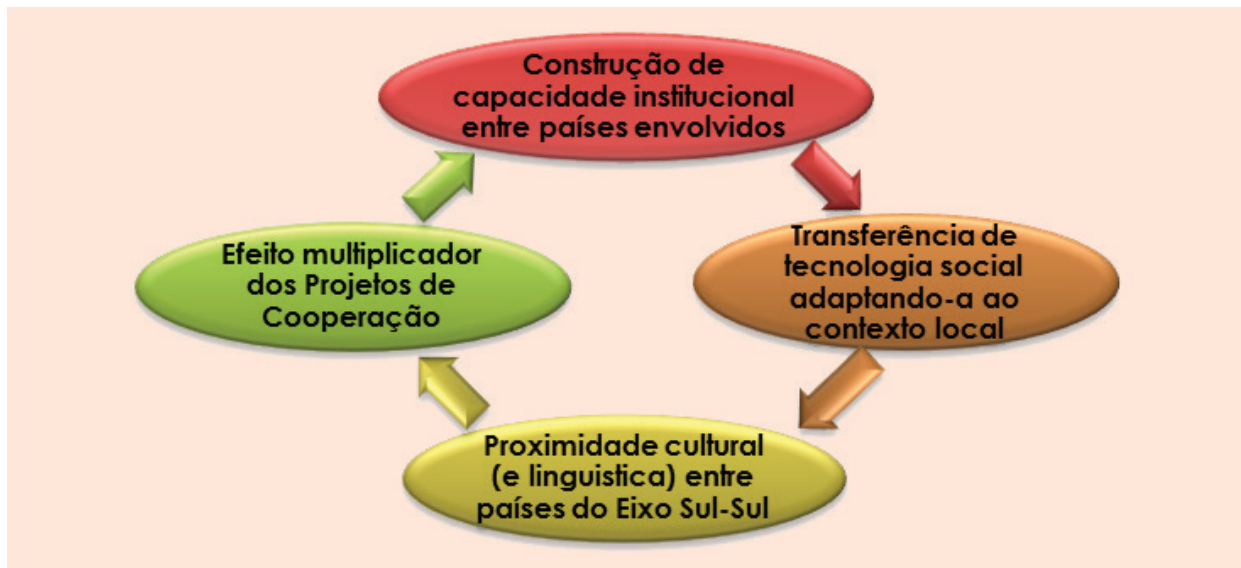 Construção de
capacidade institucional
entre países envolvidos
Transferência de
tecnologia social
adaptando-a ao
contexto local
Proximidade cultural
(e linguistica) entre
países do Eixo Sul-Sul
Efeito multiplicador
dos Projetos de
Cooperação